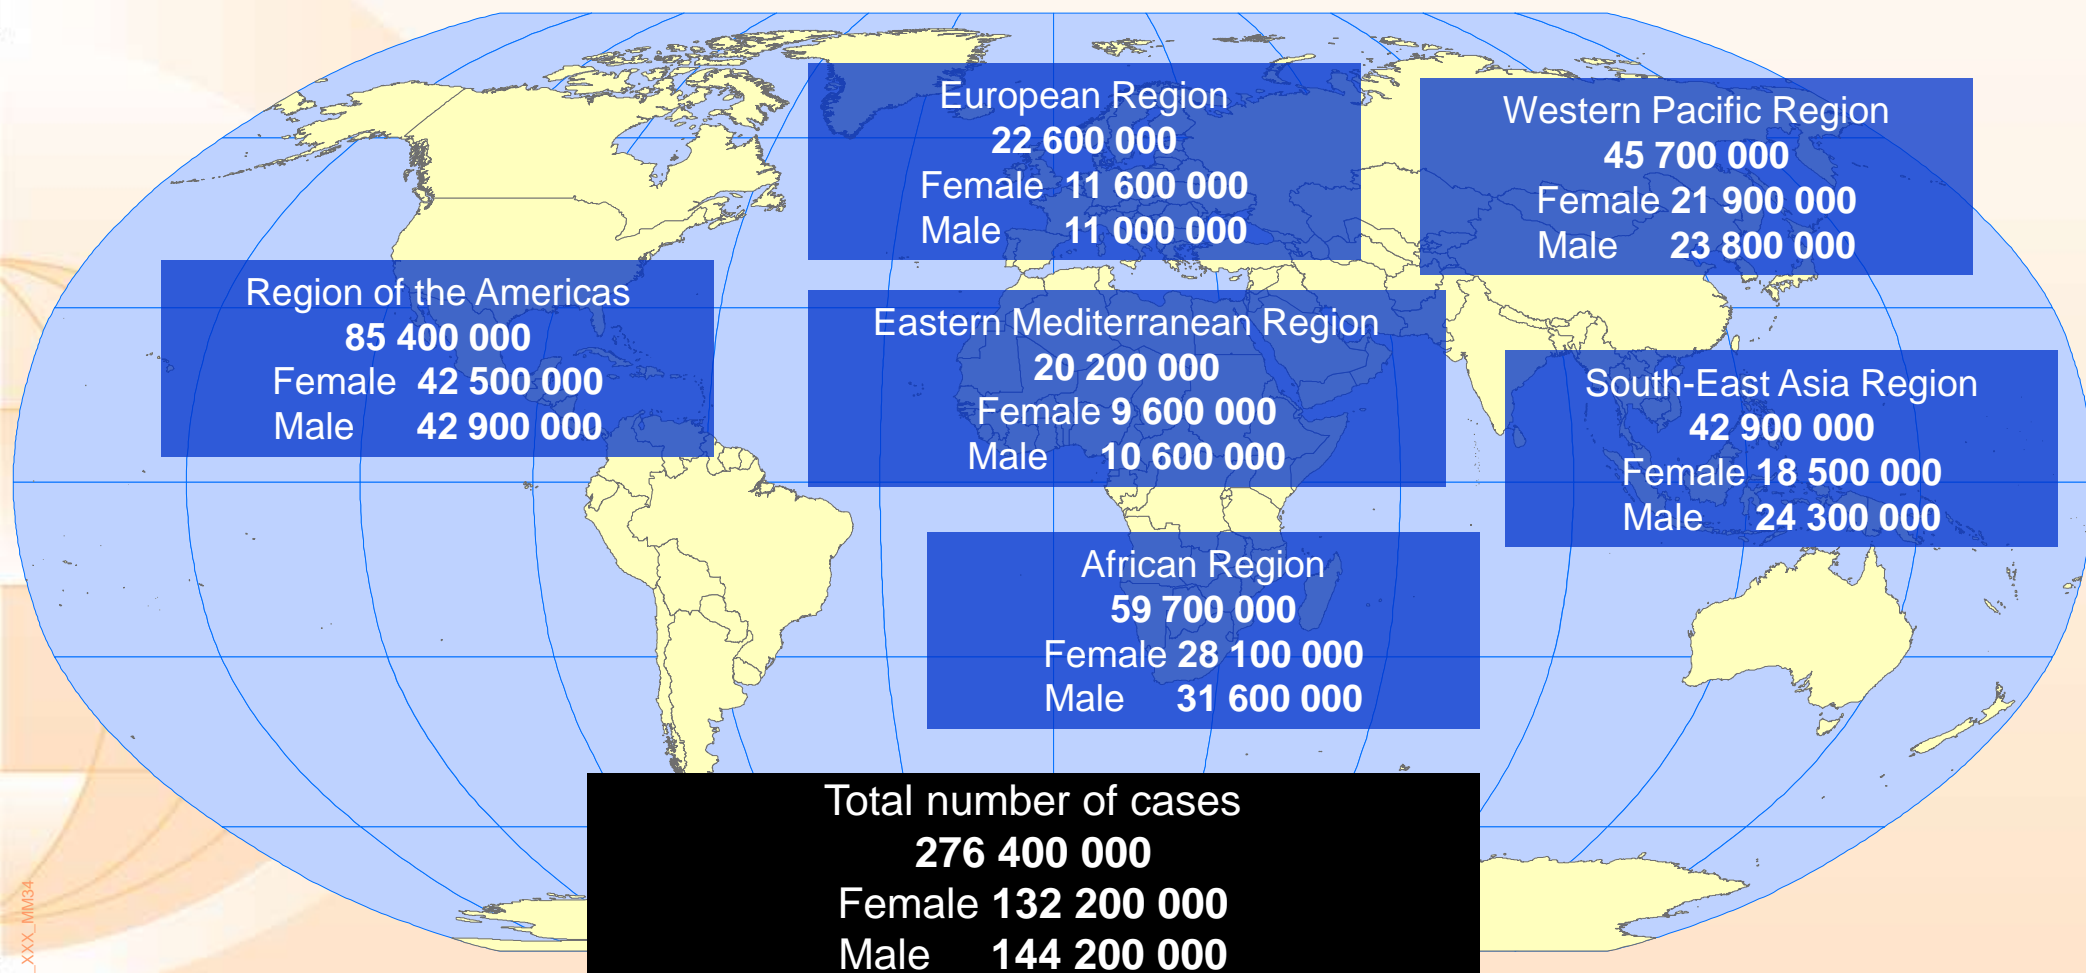 European Region
22 600 000
Female 11 600 000
Male 11 000 000
Western Pacific Region
45 700 000
Female 21 900 000
Male 23 800 000
Region of the Americas
85 400 000
Female 42 500 000
Male 42 900 000
Eastern Mediterranean Region
20 200 000
Female 9 600 000
Male 10 600 000
South-East Asia Region
42 900 000
Female 18 500 000
Male 24 300 000
African Region
59 700 000
Female 28 100 000
Male 31 600 000
Total number of cases
276 400 000
Female 132 200 000
Male 144 200 000
_XXX_MM34